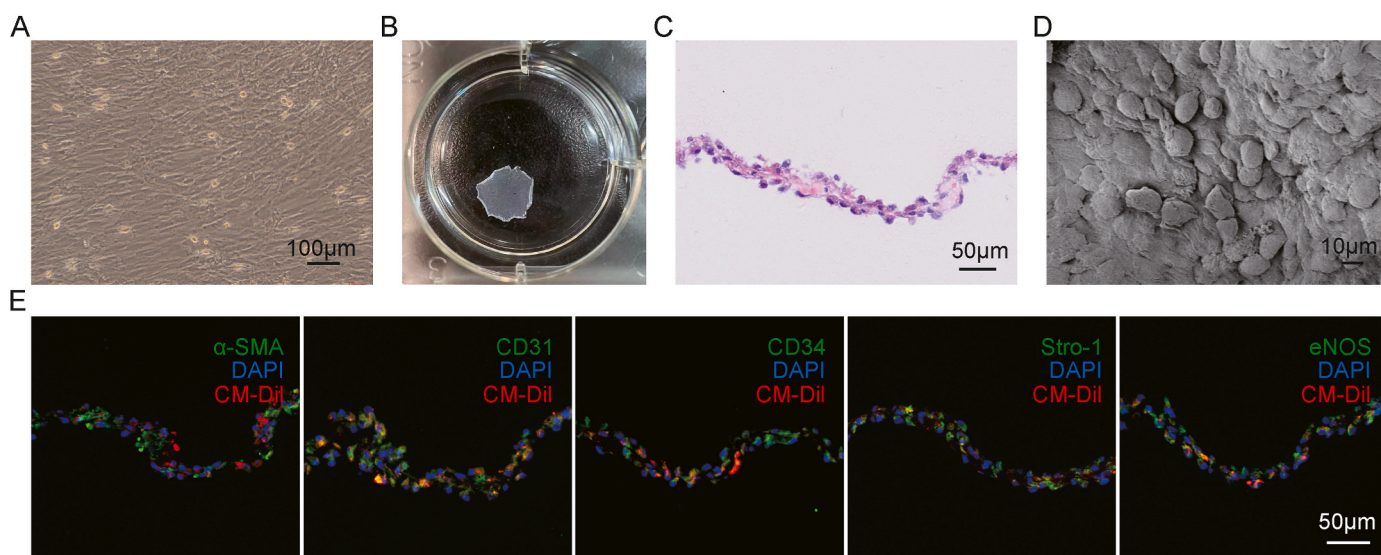 A
B
C
D
100μm
3
50μm
10μm
E
α-SMA
DAPI
CM-Dil
CD31
DAPI
CM-Dil
CD34
DAPI
CM-Dil
Stro-1
DAPI
CM-Dil
eNOS
DAPI
CM-Dil
50μm